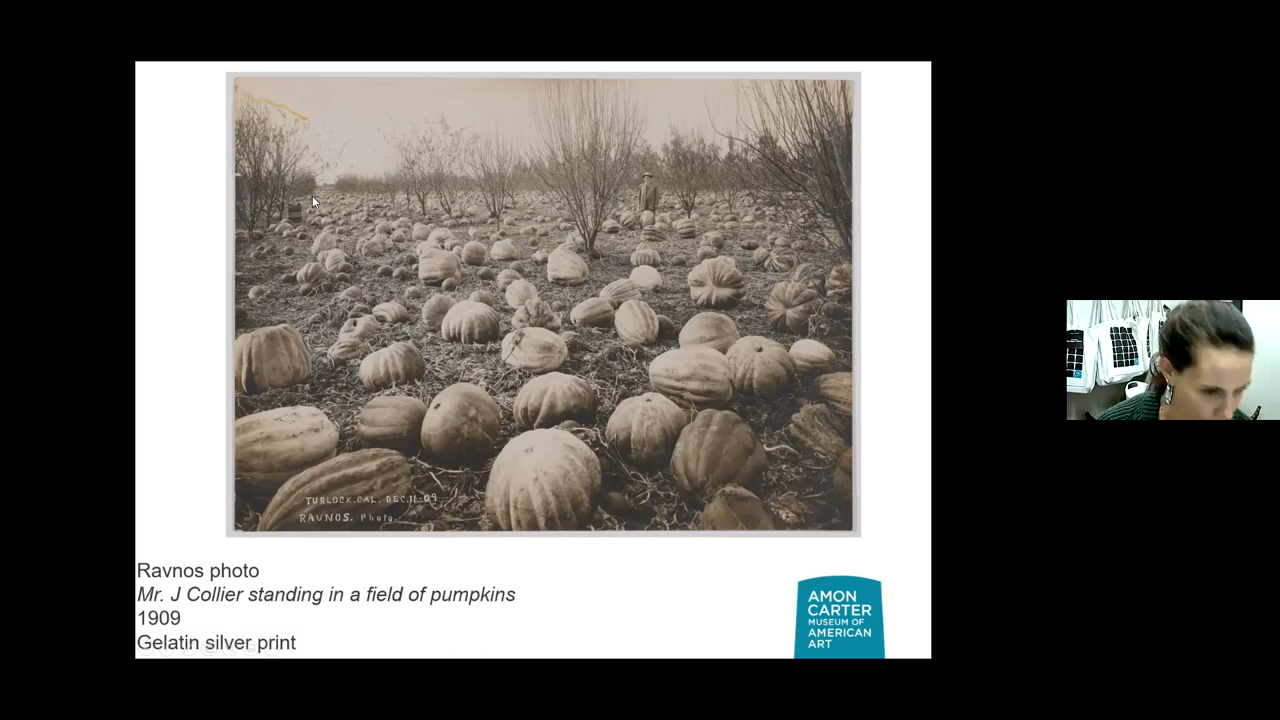 TURLOCK. CAL. DEC. 11-09
RAVNOS. Photo.
Ravnos photo
Mr. J Collier standing in a field of pumpkins
1909
Gelatin silver print
AMON
CARTER
MUSEUM OF
AMERICAN
ART